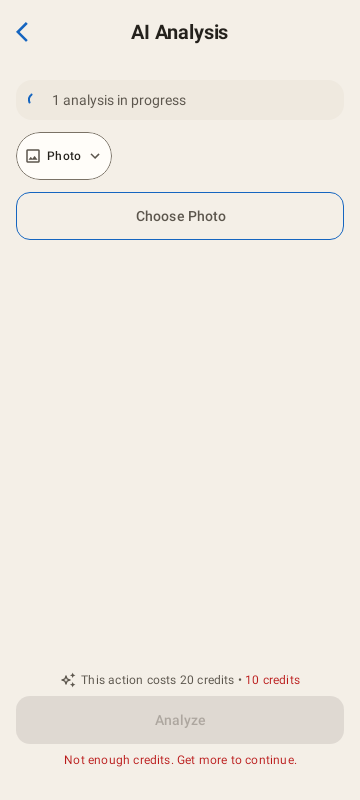 AI Analysis
1 analysis in progress
Photo
Choose Photo
This action costs 20 credits • 10 credits
Analyze
Not enough credits. Get more to continue.